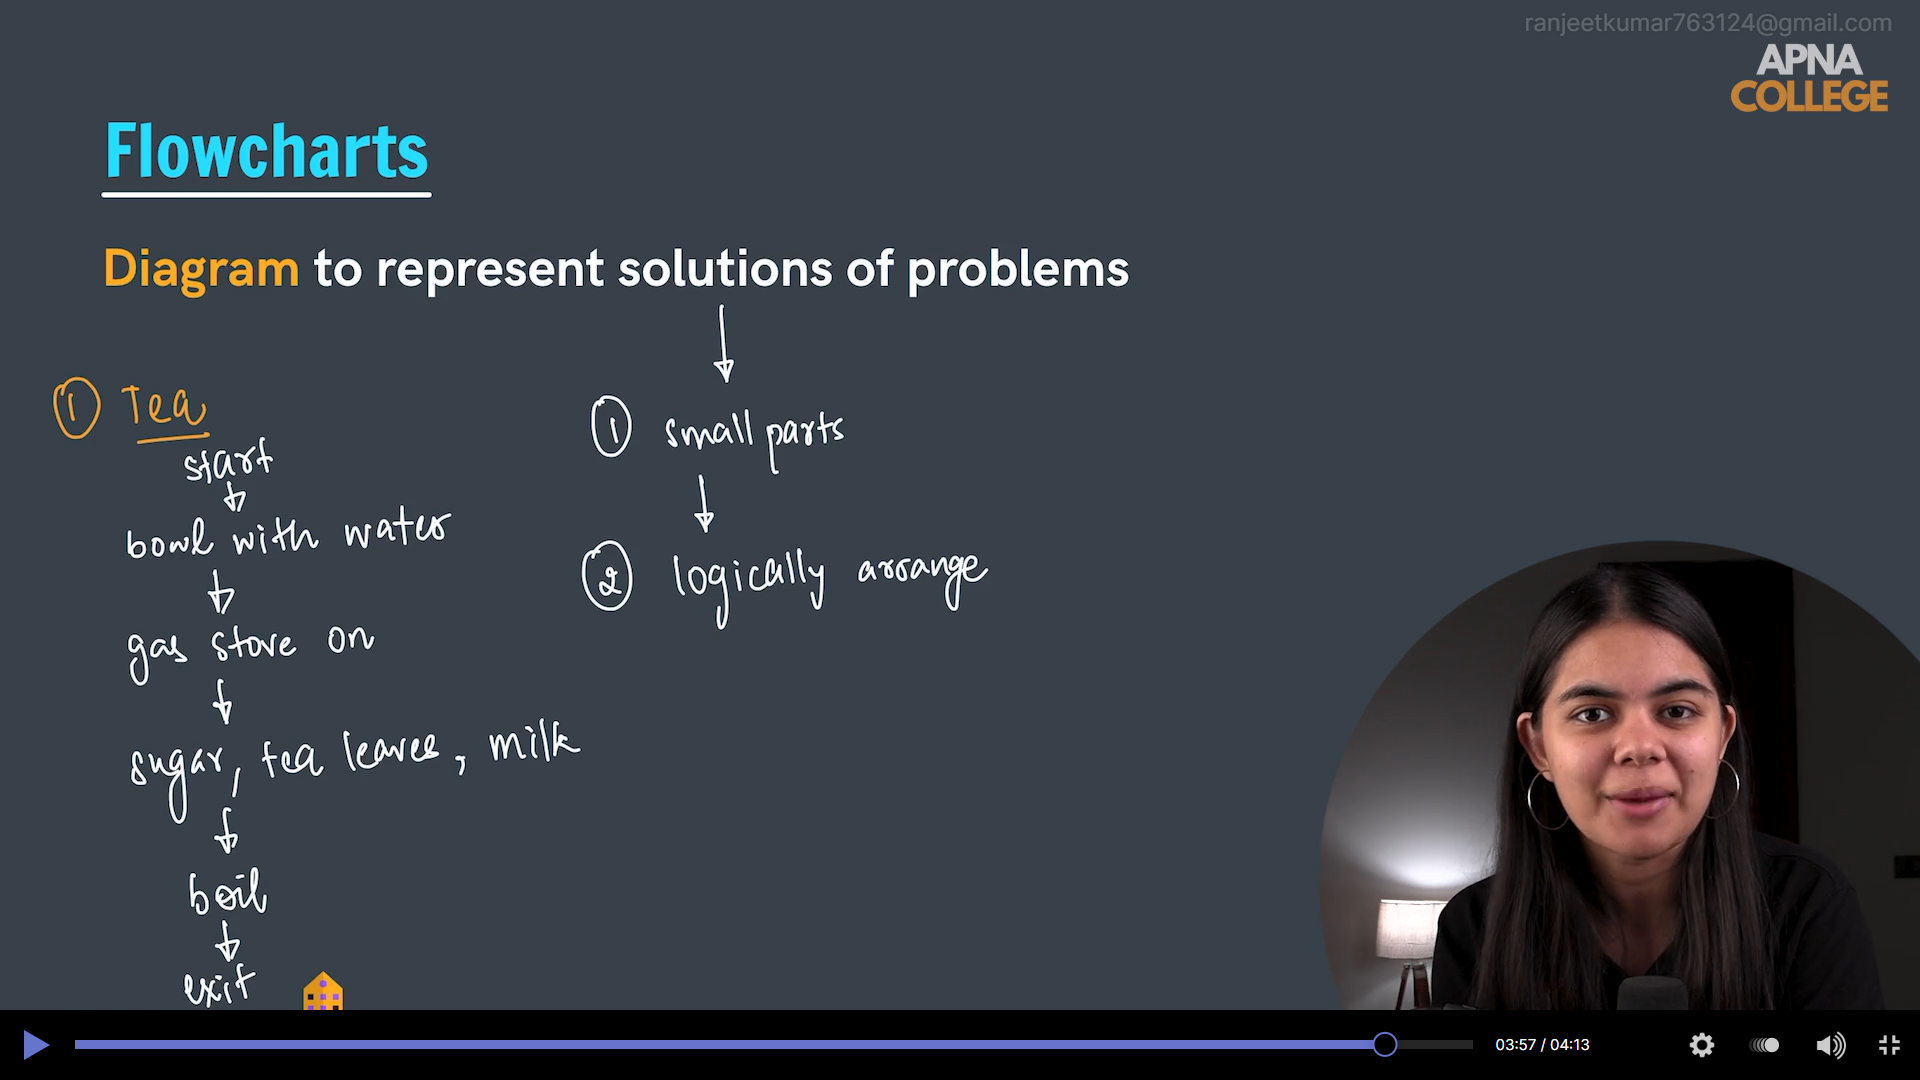 ranjeetkumar763124@gmail.com
APNA
COLLEGE
Flowcharts
Diagram to represent solutions of problems
① Tea
start
bowl with water
gas stove on
sugar, tea leaves, milk
boil
exit
① small parts
② logically arrange
03:57 / 04:13